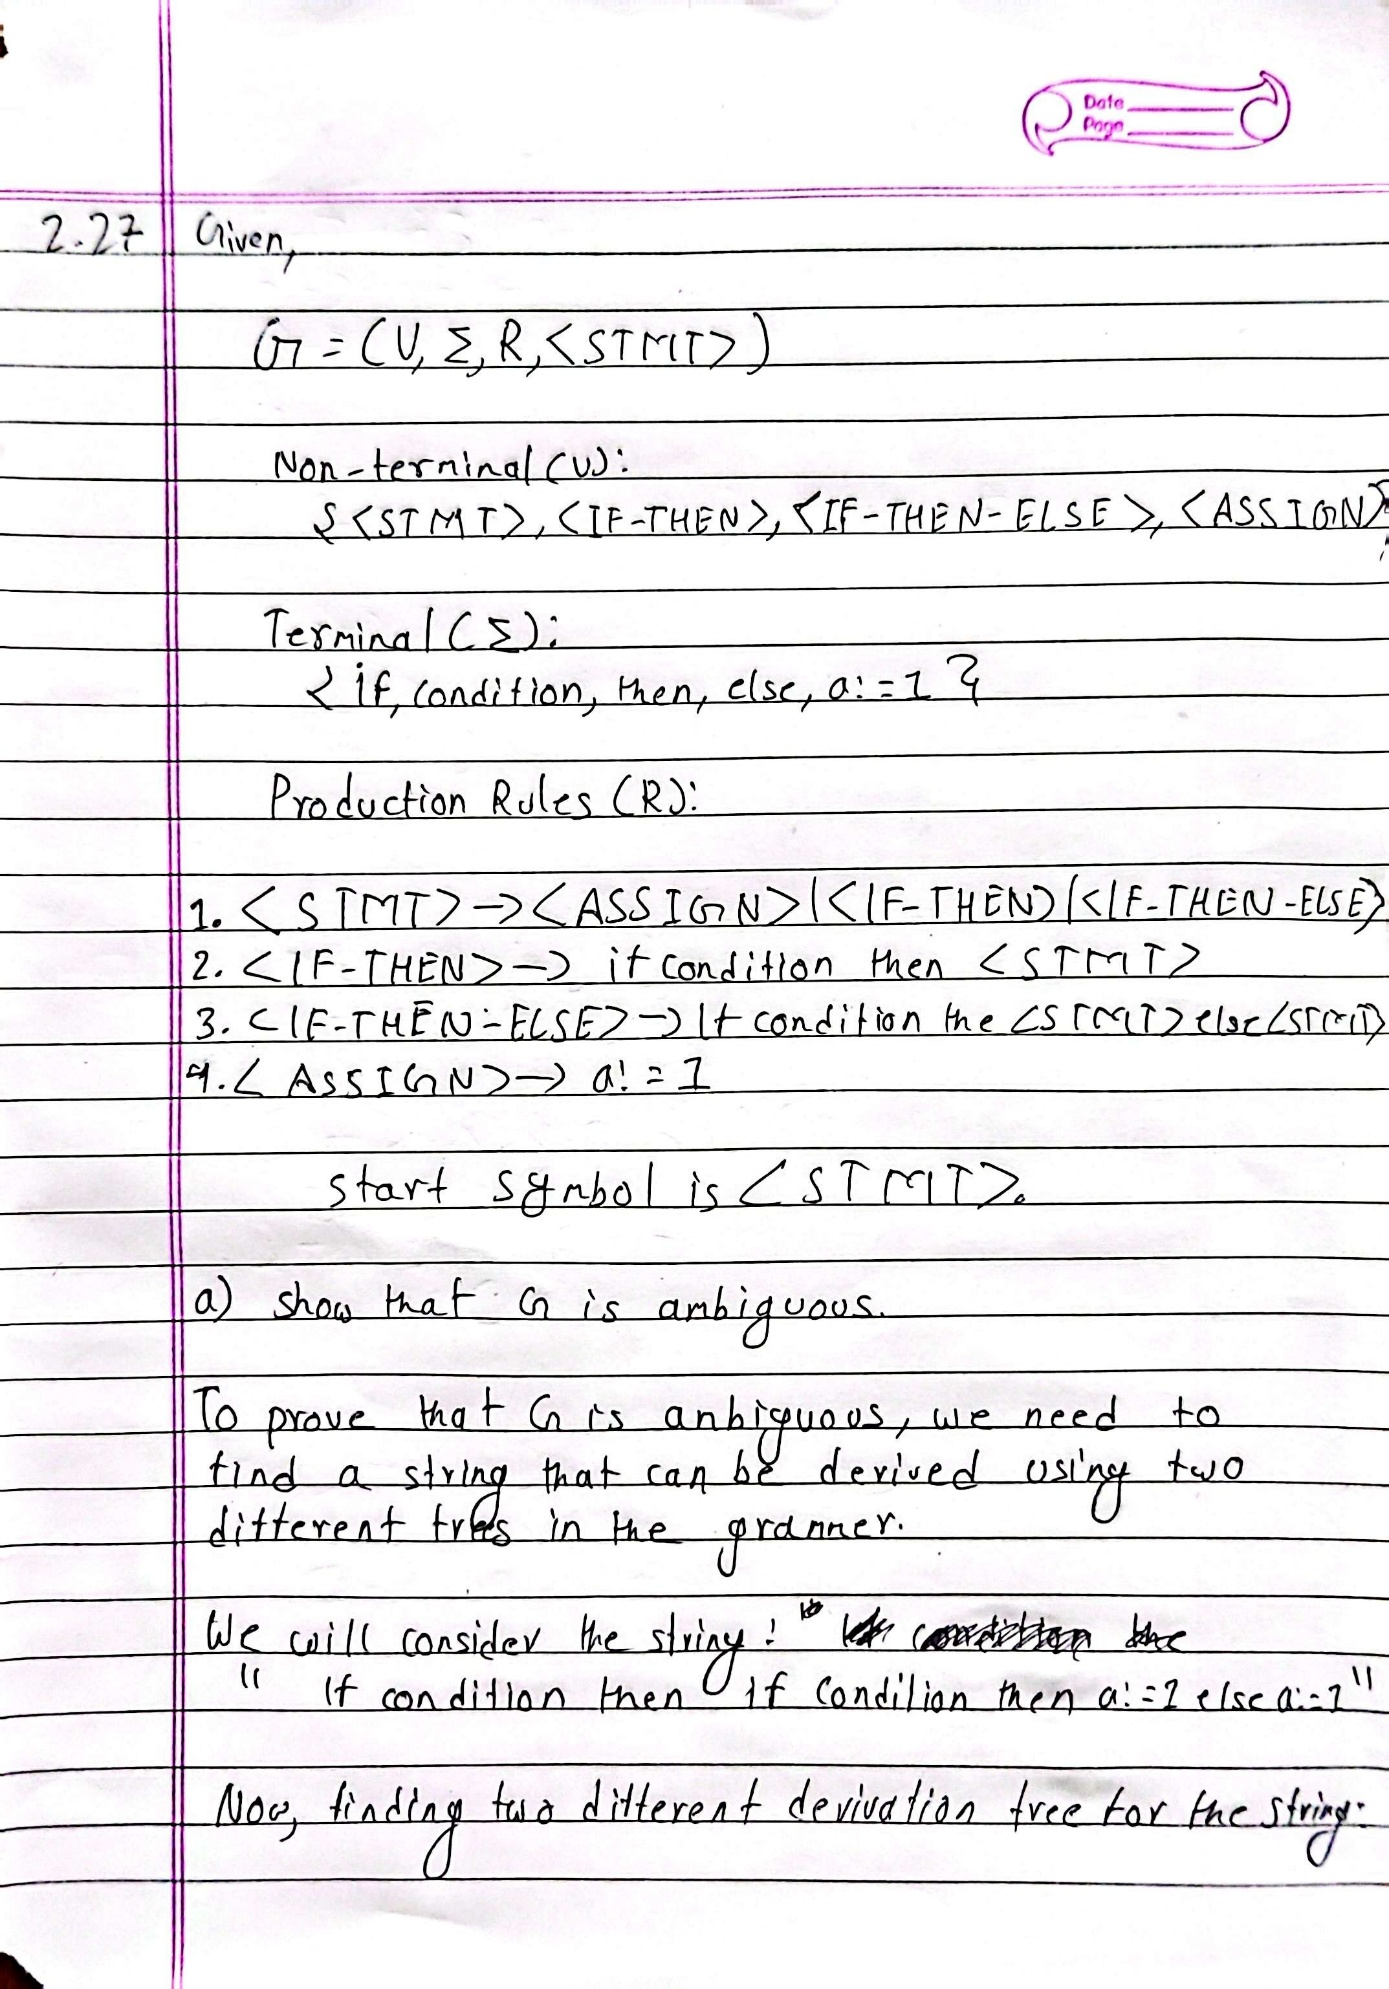 Date
Page
2.27 Given,
G = (V, Σ, R, <STMT>)
Non-terminal (V):
{<STMT>, <IF-THEN>, <IF-THEN-ELSE>, <ASSIGN>}
Terminal (Σ):
{if, condition, then, else, a:=1}
Production Rules (R):
1. <STMT> → <ASSIGN>|<IF-THEN>|<IF-THEN-ELSE>
2. <IF-THEN> → if condition then <STMT>
3. <IF-THEN-ELSE> → If condition the <STMT> else <STMT>
4. <ASSIGN> → a:=1
start symbol is <STMT>.
a) show that G is ambiguous.
To prove that G is ambiguous, we need to
find a string that can be derived using two
different trees in the grammer.
We will consider the string: "
" If condition then if Condition then a:=1 else a:=1"
Now, finding two different derivation tree for the string: